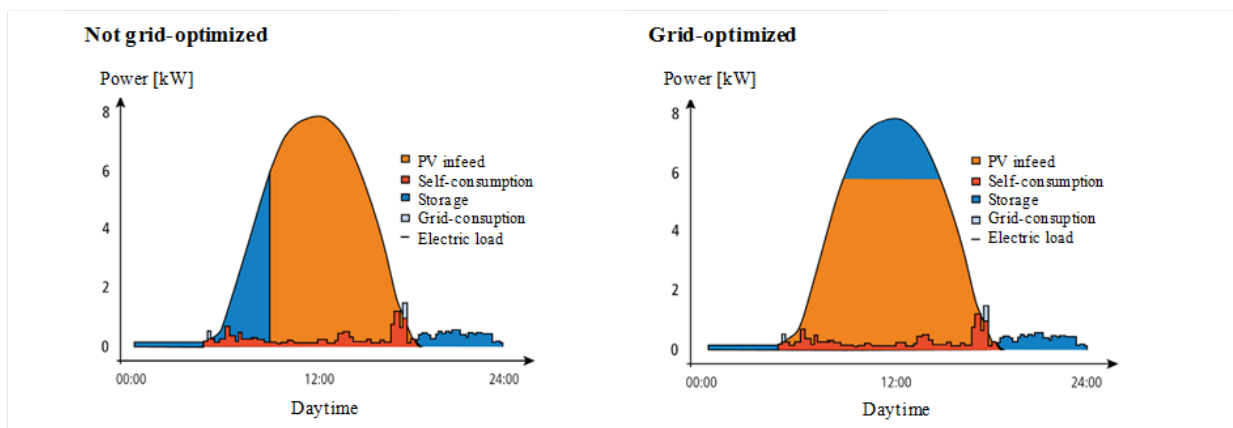 Not grid-optimized
Power [kW]
8
6
4
2
0
00:00
12:00
24:00
Daytime
PV infeed
Self-consumption
Storage
Grid-consuption
Electric load
Grid-optimized
Power [kW]
8
6
4
2
0
00:00
12:00
24:00
Daytime
PV infeed
Self-consumption
Storage
Grid-consuption
Electric load